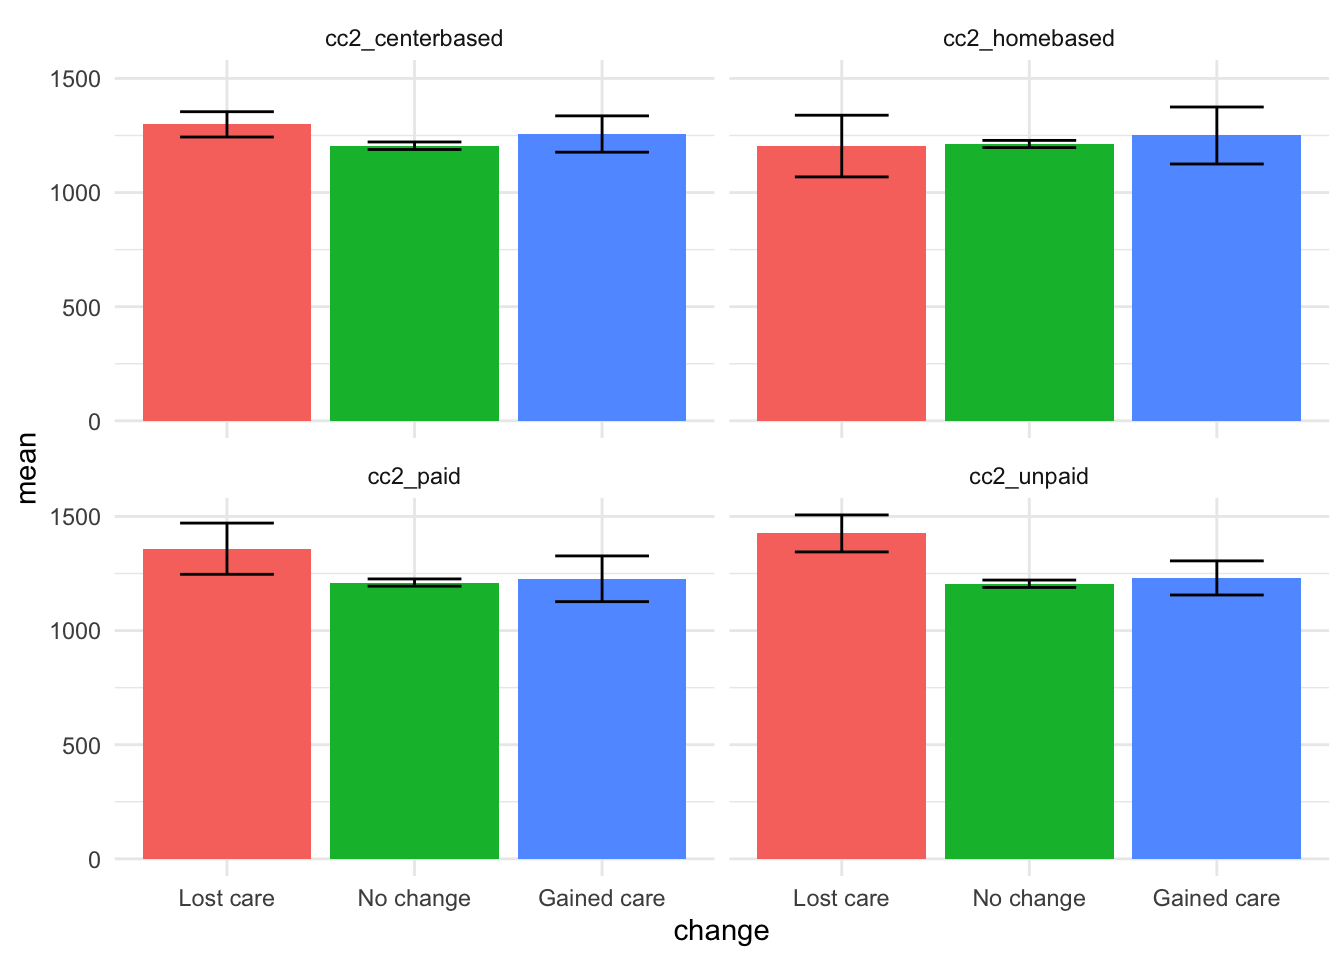 cc2_centerbased
cc2_homebased
1500
1000
500
0
cc2_paid
cc2_unpaid
1500
1000
500
0
mean
Lost care
No change
Gained care
Lost care
No change
Gained care
change